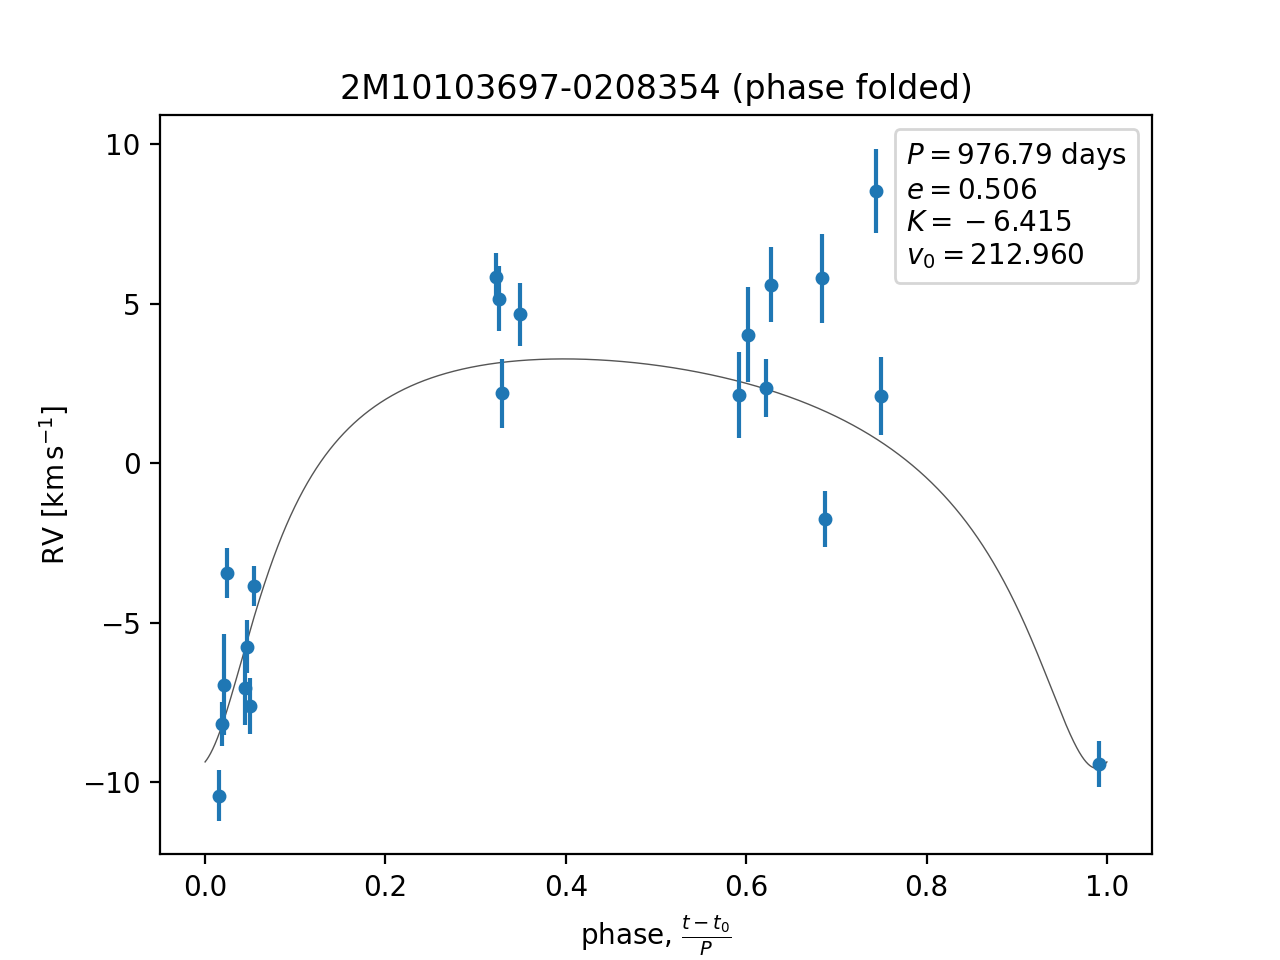 2M10103697-0208354 (phase folded)
P = 976.79 days
e = 0.506
K = −6.415
v₀ = 212.960
RV [km s⁻¹]
10
5
0
−5
−10
0.0 0.2 0.4 0.6 0.8 1.0
phase, (t − t₀)/P